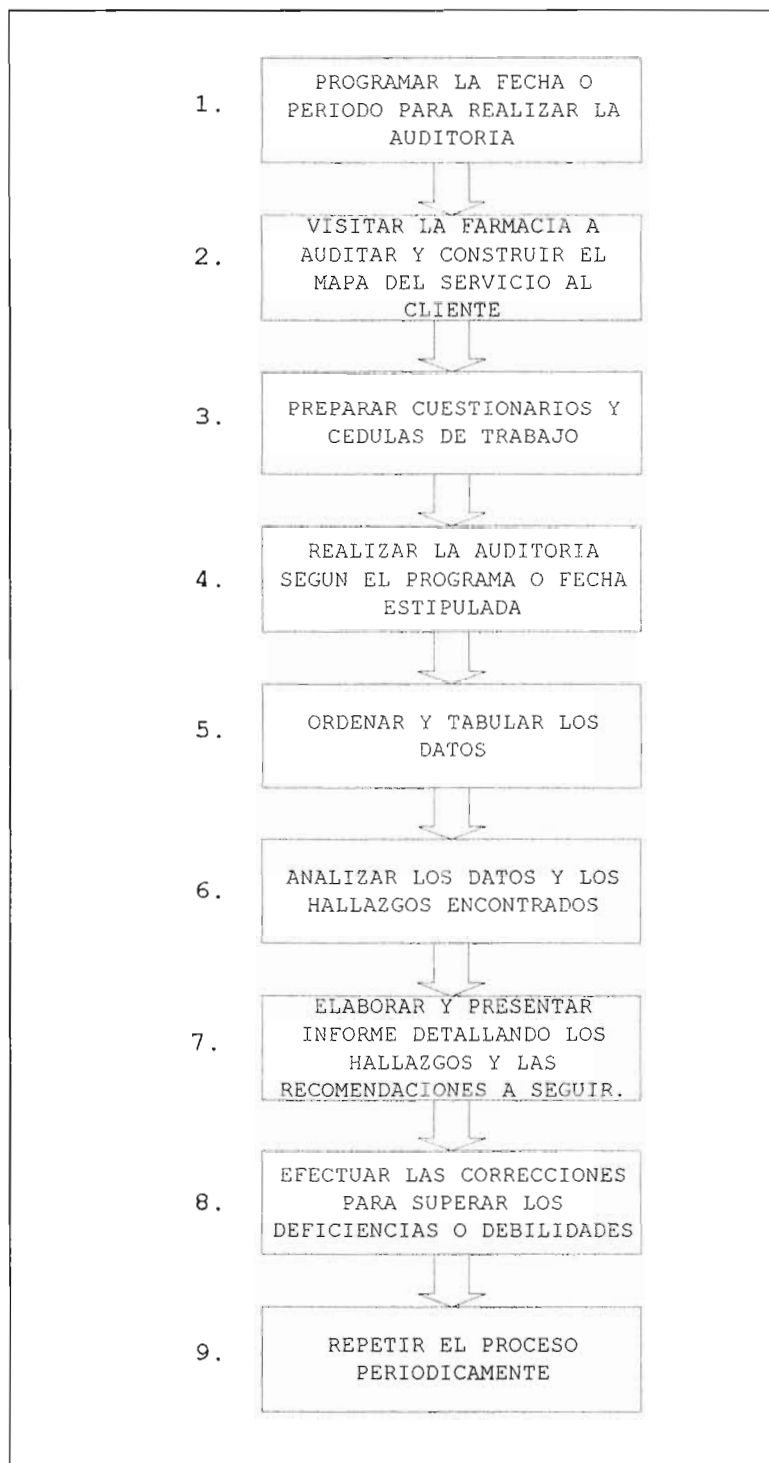 1.
PROGRAMAR LA FECHA O
PERIODO PARA REALIZAR LA
AUDITORIA
2.
VISITAR LA FARMACIA A
AUDITAR Y CONSTRUIR EL
MAPA DEL SERVICIO AL
CLIENTE
3.
PREPARAR CUESTIONARIOS Y
CEDULAS DE TRABAJO
4.
REALIZAR LA AUDITORIA
SEGUN EL PROGRAMA O FECHA
ESTIPULADA
5.
ORDENAR Y TABULAR LOS
DATOS
6.
ANALIZAR LOS DATOS Y LOS
HALLAZGOS ENCONTRADOS
7.
ELABORAR Y PRESENTAR
INFORME DETALLANDO LOS
HALLAZGOS Y LAS
RECOMENDACIONES A SEGUIR.
8.
EFECTUAR LAS CORRECCIONES
PARA SUPERAR LOS
DEFICIENCIAS O DEBILIDADES
9.
REPETIR EL PROCESO
PERIODICAMENTE